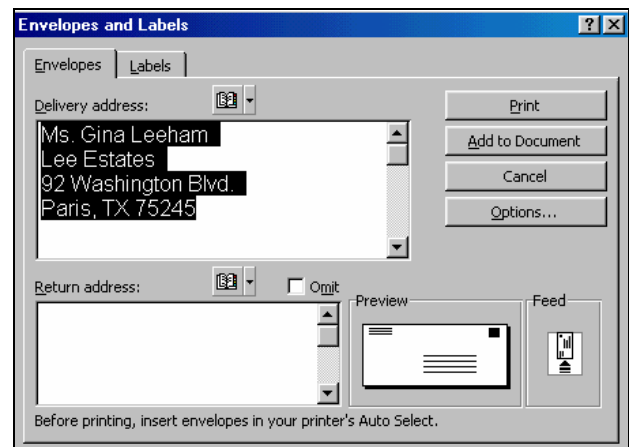 Envelopes and Labels
Envelopes Labels
Delivery address:
Ms. Gina Leeham
Lee Estates
92 Washington Blvd.
Paris, TX 75245
Print
Add to Document
Cancel
Options...
Return address:
Omit
Preview
Feed
Before printing, insert envelopes in your printer's Auto Select.